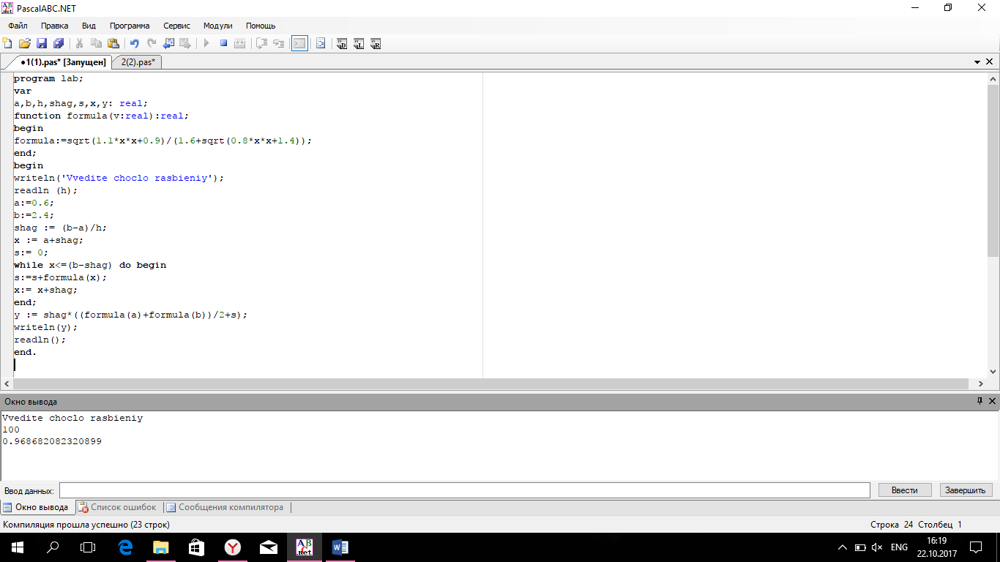 PascalABC.NET
Файл Правка Вид Программа Сервис Модули Помощь
•1(1).pas* [Запущен] 2(2).pas*
program lab;
var
a,b,h,shag,s,x,y: real;
function formula(v:real):real;
begin
formula:=sqrt(1.1*x*x+0.9)/(1.6+sqrt(0.8*x*x+1.4));
end;
begin
writeln('Vvedite choclo rasbieniy');
readln (h);
a:=0.6;
b:=2.4;
shag := (b-a)/h;
x := a+shag;
s:= 0;
while x<=(b-shag) do begin
s:=s+formula(x);
x:= x+shag;
end;
y := shag*((formula(a)+formula(b))/2+s);
writeln(y);
readln();
end.
Окно вывода
Vvedite choclo rasbieniy
100
0.968682082320899
Ввод данных: Ввести Завершить
Окно вывода Список ошибок Сообщения компилятора
Компиляция прошла успешно (23 строк) Строка 24 Столбец 1
ENG 16:19
22.10.2017